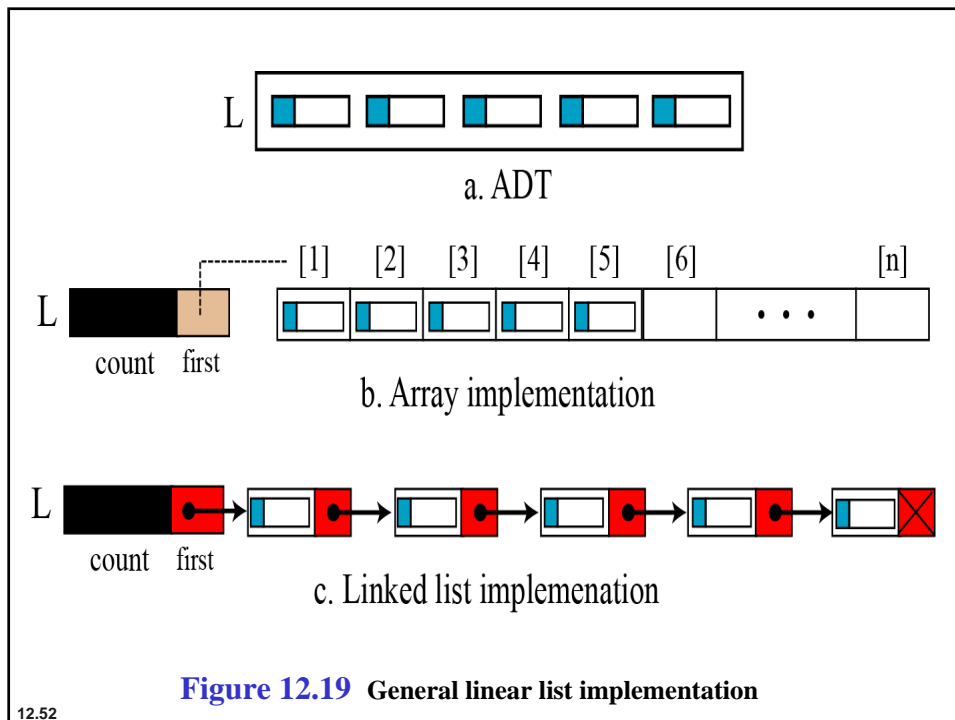 L
a. ADT
[1] [2] [3] [4] [5] [6] [n]
L • • •
count first
b. Array implementation
L
count first
c. Linked list implemenation
Figure 12.19 General linear list implementation
12.52